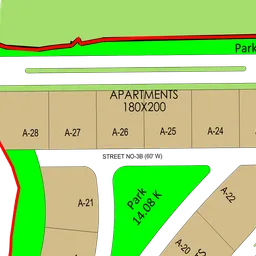 Park
APARTMENTS
180X200
A-28 A-27 A-26 A-25 A-24
STREET NO-3B (60' W)
A-22
A-21
Park
14.08 K
A-20